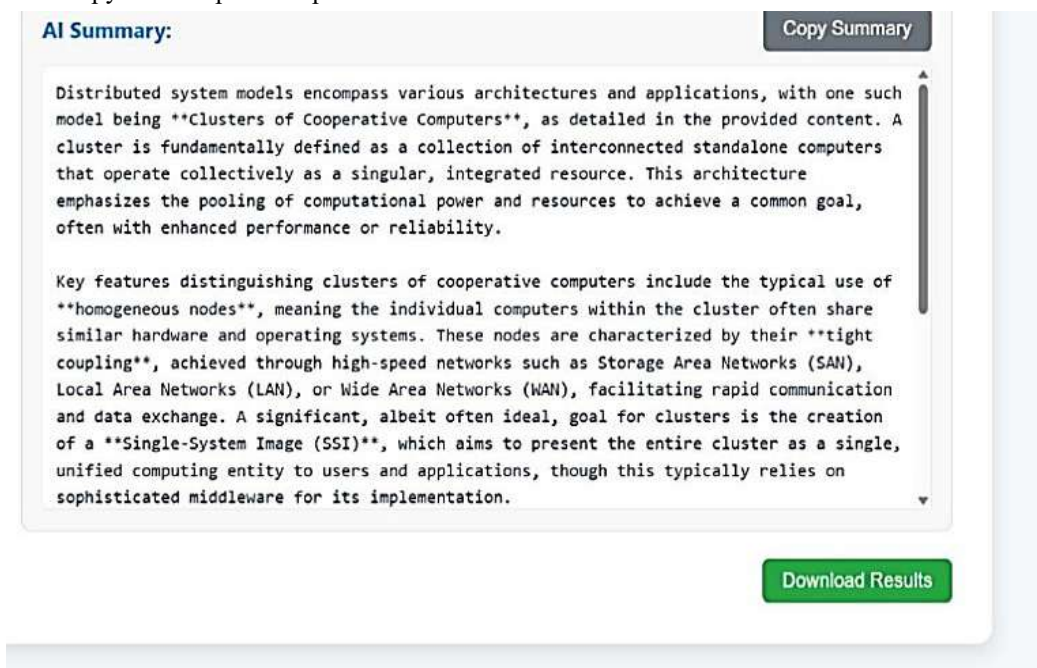 AI Summary:
Copy Summary
Distributed system models encompass various architectures and applications, with one such
model being **Clusters of Cooperative Computers**, as detailed in the provided content. A
cluster is fundamentally defined as a collection of interconnected standalone computers
that operate collectively as a singular, integrated resource. This architecture
emphasizes the pooling of computational power and resources to achieve a common goal,
often with enhanced performance or reliability.
Key features distinguishing clusters of cooperative computers include the typical use of
**homogeneous nodes**, meaning the individual computers within the cluster often share
similar hardware and operating systems. These nodes are characterized by their **tight
coupling**, achieved through high-speed networks such as Storage Area Networks (SAN),
Local Area Networks (LAN), or Wide Area Networks (WAN), facilitating rapid communication
and data exchange. A significant, albeit often ideal, goal for clusters is the creation
of a **Single-System Image (SSI)**, which aims to present the entire cluster as a single,
unified computing entity to users and applications, though this typically relies on
sophisticated middleware for its implementation.
Download Results